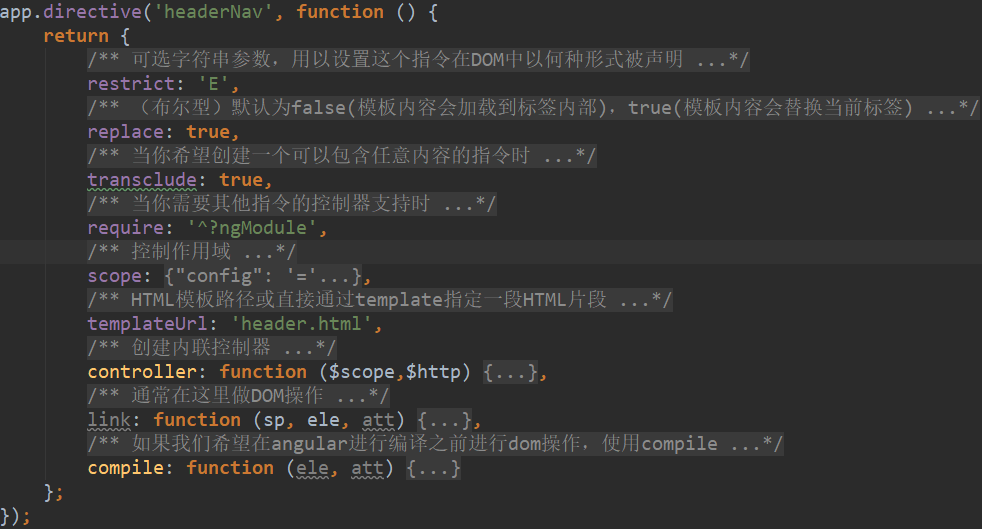 app.directive('headerNav', function () {
    return {
        /** 可选字符串参数，用以设置这个指令在DOM中以何种形式被声明 ...*/
        restrict: 'E',
        /** （布尔型）默认为false(模板内容会加载到标签内部)，true(模板内容会替换当前标签) ...*/
        replace: true,
        /** 当你希望创建一个可以包含任意内容的指令时 ...*/
        transclude: true,
        /** 当你需要其他指令的控制器支持时 ...*/
        require: '^?ngModule',
        /** 控制作用域 ...*/
        scope: {"config": '='...},
        /** HTML模板路径或直接通过template指定一段HTML片段 ...*/
        templateUrl: 'header.html',
        /** 创建内联控制器 ...*/
        controller: function ($scope,$http) {...},
        /** 通常在这里做DOM操作 ...*/
        link: function (sp, ele, att) {...},
        /** 如果我们希望在angular进行编译之前进行dom操作，使用compile ...*/
        compile: function (ele, att) {...}
    };
});